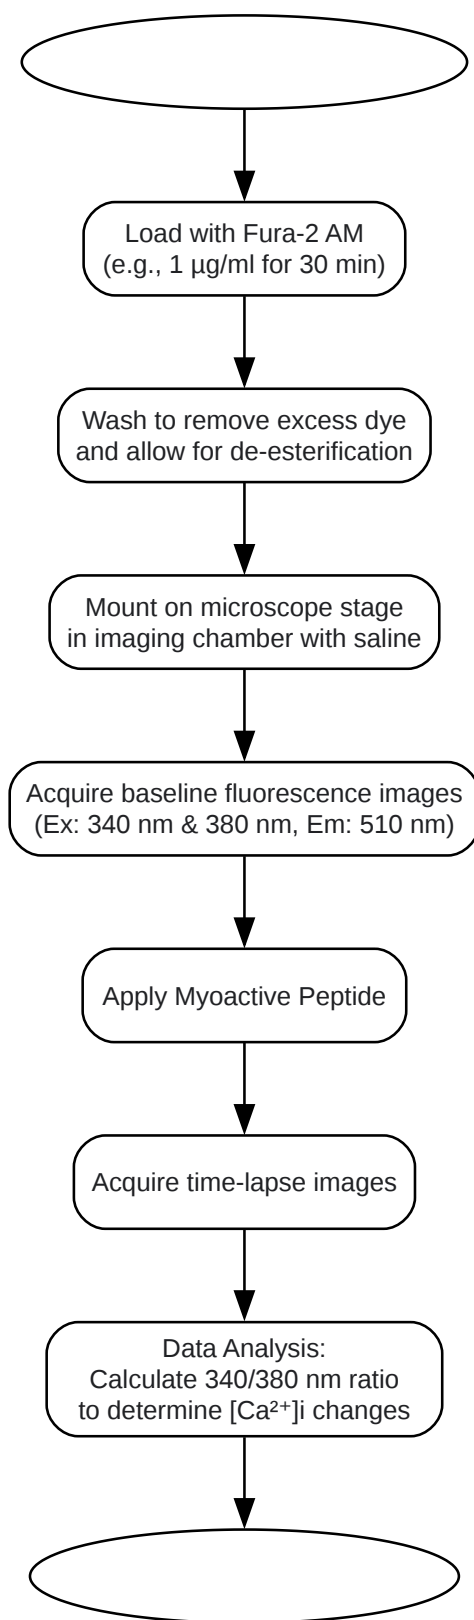 Load with Fura-2 AM
(e.g., 1 µg/ml for 30 min)
Wash to remove excess dye
and allow for de-esterification
Mount on microscope stage
in imaging chamber with saline
Acquire baseline fluorescence images
(Ex: 340 nm & 380 nm, Em: 510 nm)
Apply Myoactive Peptide
Acquire time-lapse images
Data Analysis:
Calculate 340/380 nm ratio
to determine [Ca²⁺]i changes